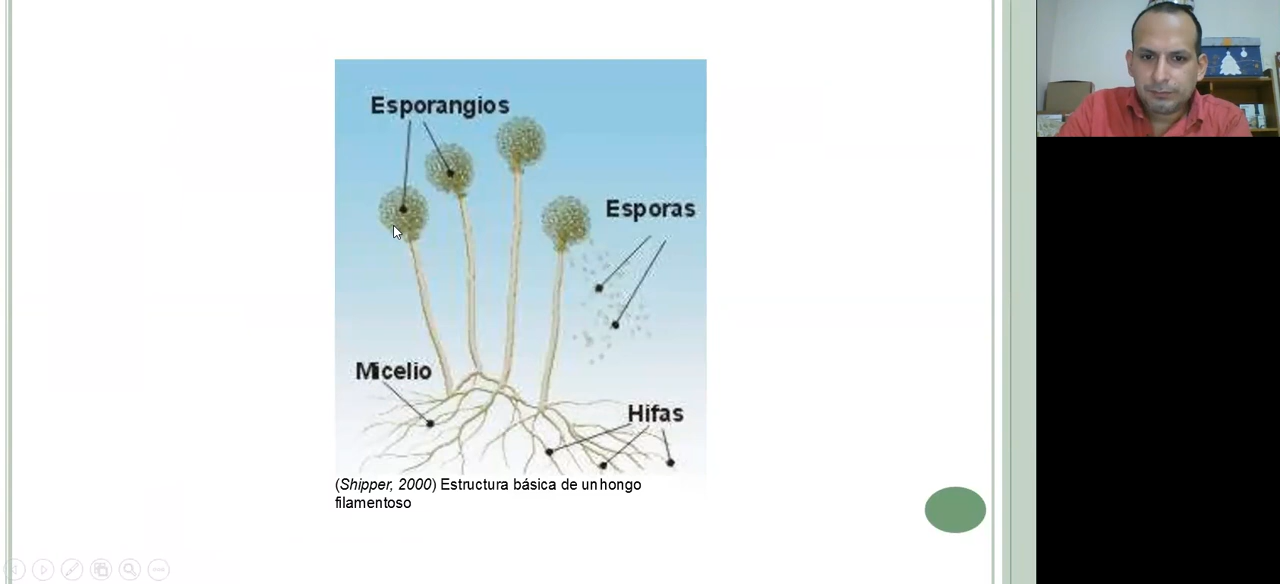 Esporangios
Esporas
Micelio
Hifas
(Shipper, 2000) Estructura básica de un hongo
filamentoso